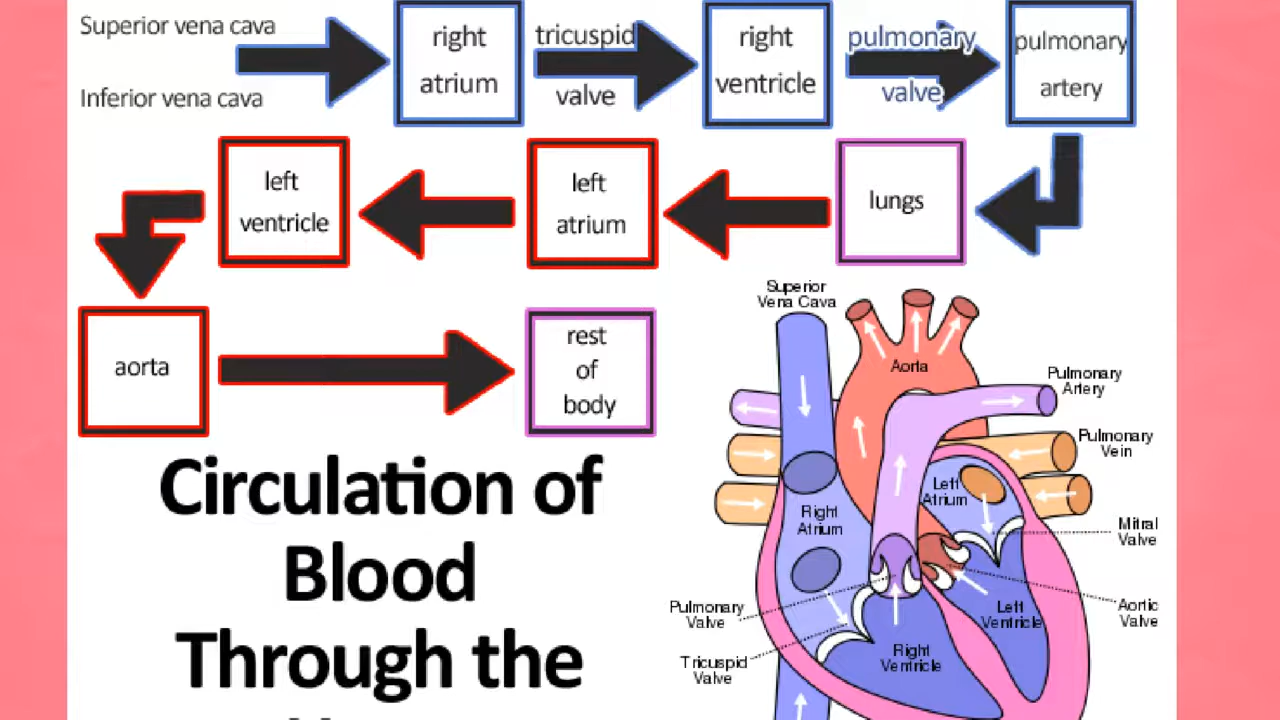 Superior vena cava
Inferior vena cava
right
atrium
tricuspid
valve
right
ventricle
pulmonary
valve
pulmonary
artery
left
ventricle
left
atrium
lungs
aorta
rest
of
body
Circulation of
Blood
Through the
Superior
Vena Cava
Aorta
Pulmonary
Artery
Pulmonary
Vein
Left
Atrium
Right
Atrium
Mitral
Valve
Pulmonary
Valve
Aortic
Valve
Left
Ventricle
Right
Ventricle
Tricuspid
Valve